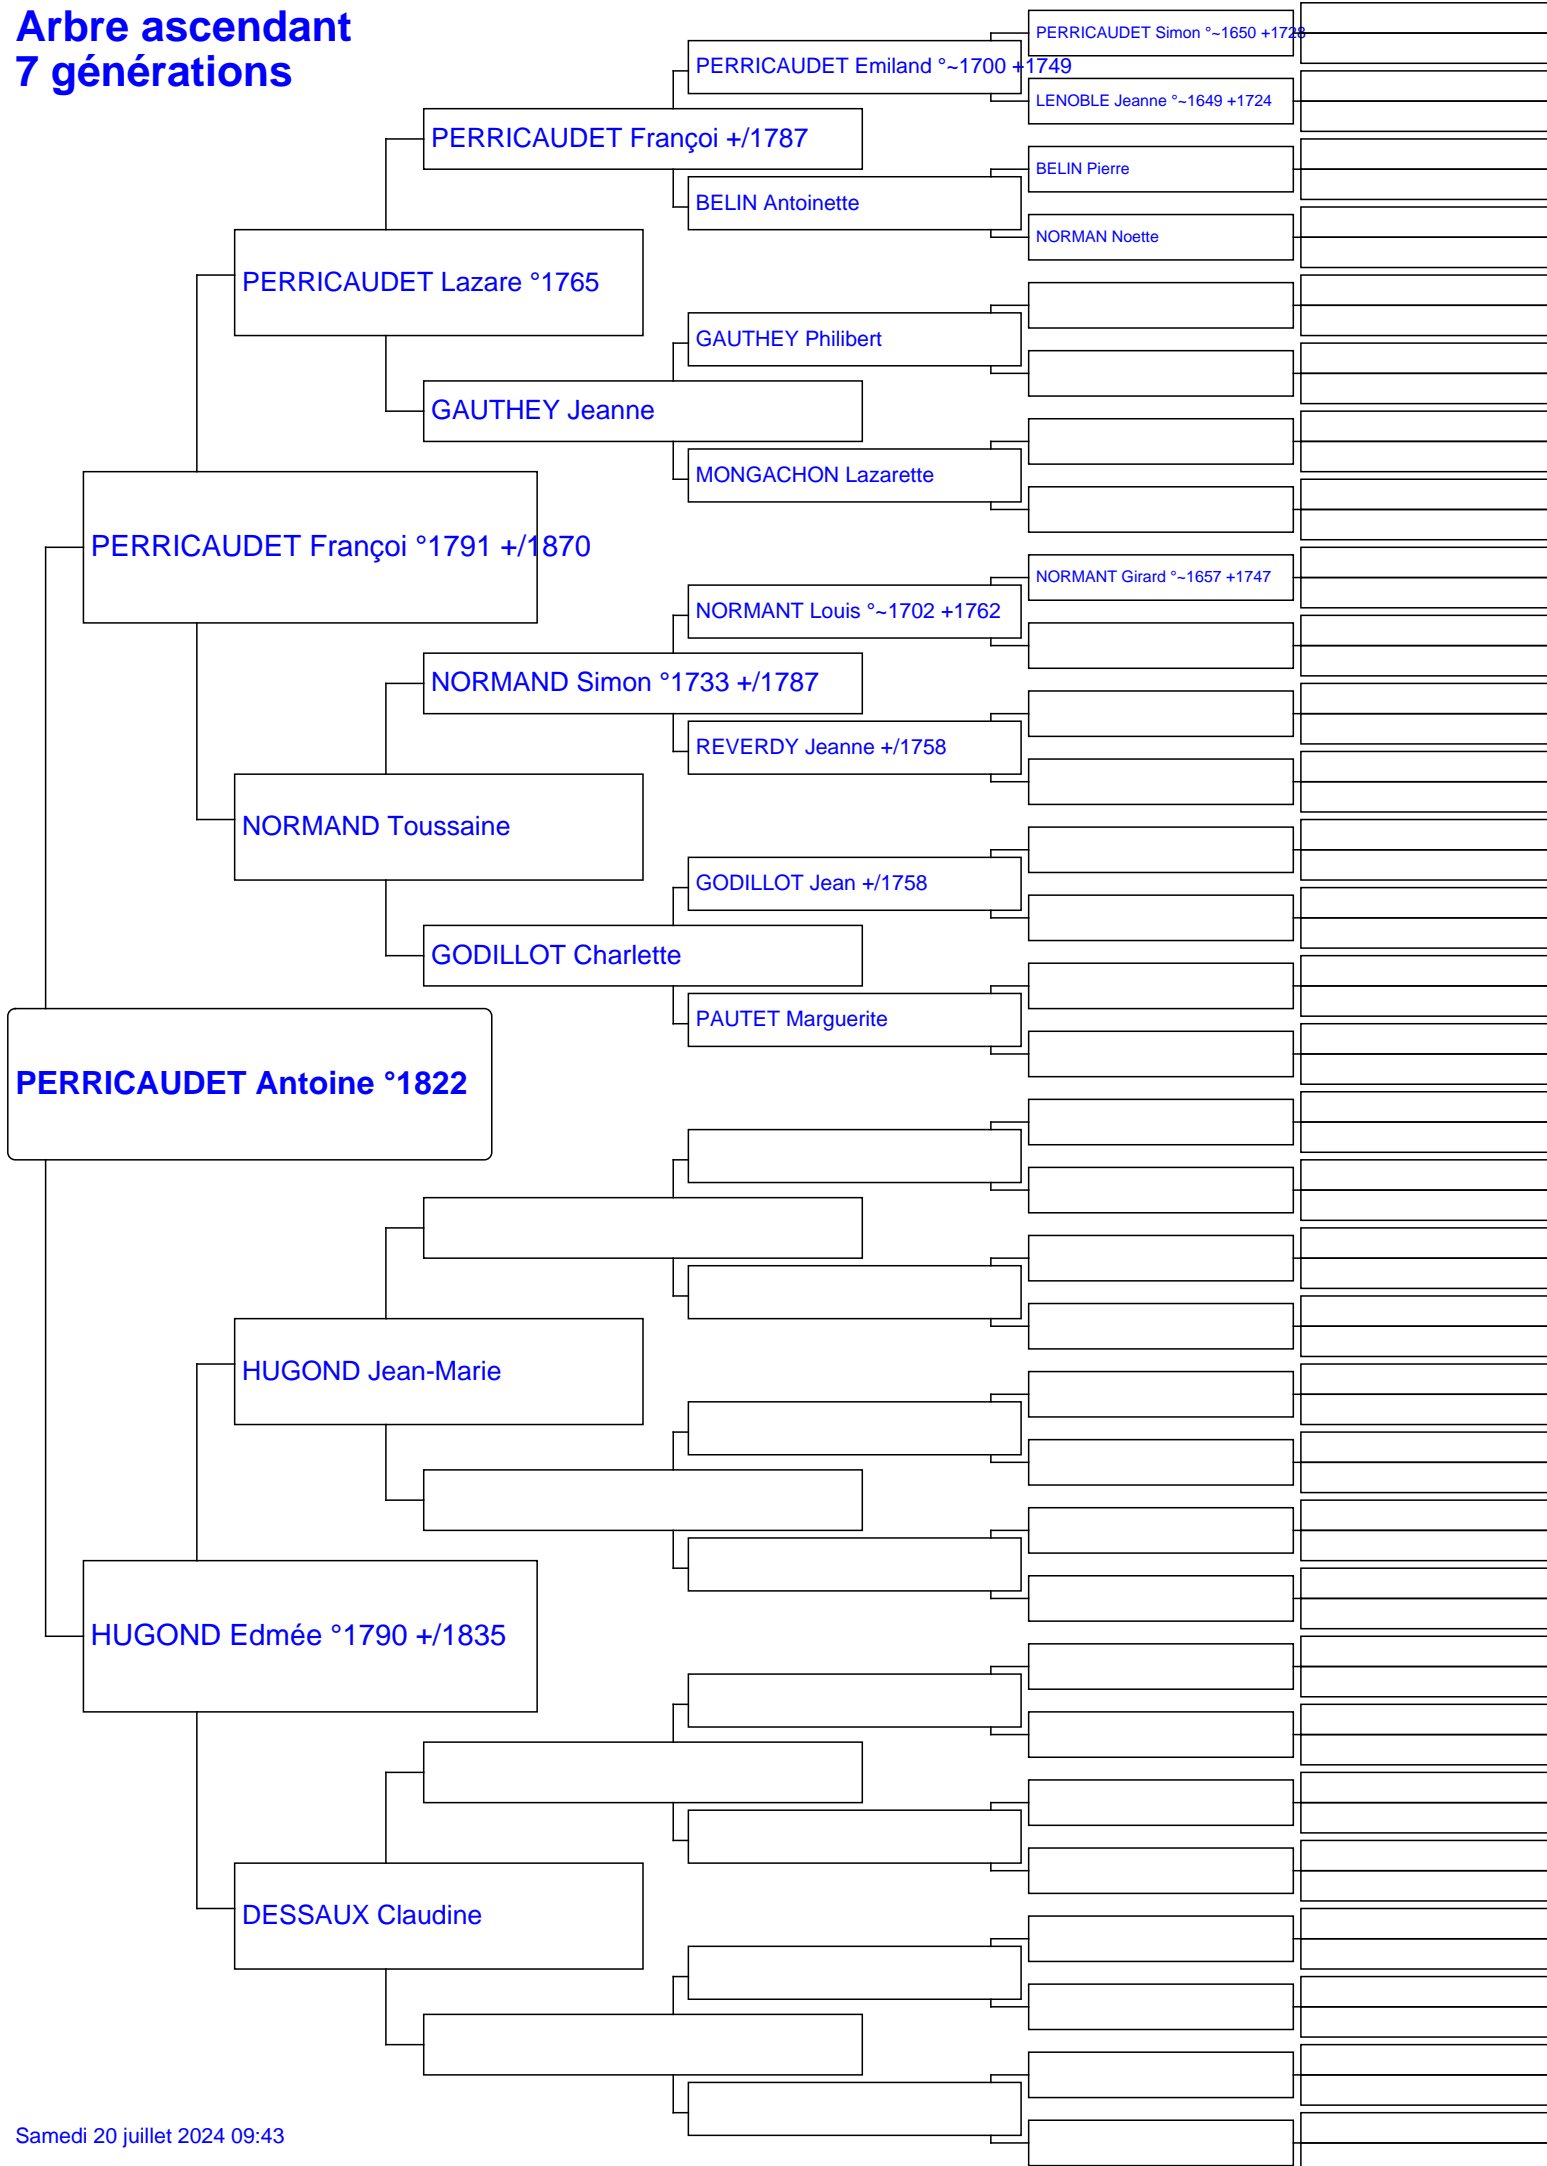 Arbre ascendant
7 générations
PERRICAUDET Simon °~1650 +1728
PERRICAUDET Emiland °~1700 +1749
LENOBLE Jeanne °~1649 +1724
PERRICAUDET Françoi +/1787
BELIN Pierre
BELIN Antoinette
NORMAN Noette
PERRICAUDET Lazare °1765
GAUTHEY Philibert
GAUTHEY Jeanne
MONGACHON Lazarette
PERRICAUDET Françoi °1791 +/1870
NORMANT Girard °~1657 +1747
NORMANT Louis °~1702 +1762
NORMAND Simon °1733 +/1787
REVERDY Jeanne +/1758
NORMAND Toussaine
GODILLOT Jean +/1758
GODILLOT Charlette
PAUTET Marguerite
PERRICAUDET Antoine °1822
HUGOND Jean-Marie
HUGOND Edmée °1790 +/1835
DESSAUX Claudine
Samedi 20 juillet 2024 09:43